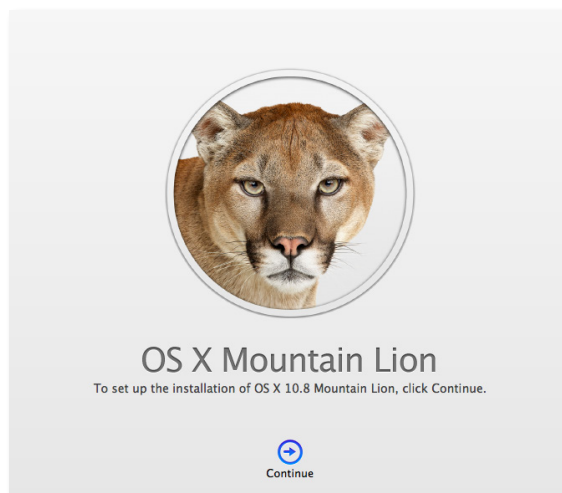 OS X Mountain Lion
To set up the installation of OS X 10.8 Mountain Lion, click Continue.
Continue